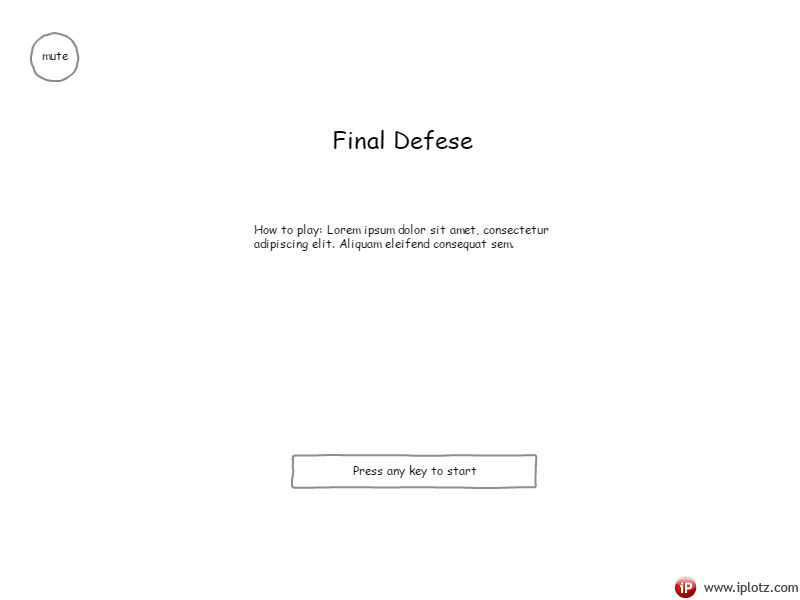 mute
Final Defese
How to play: Lorem ipsum dolor sit amet, consectetur
adipiscing elit. Aliquam eleifend consequat sem.
Press any key to start
iP www.iplotz.com